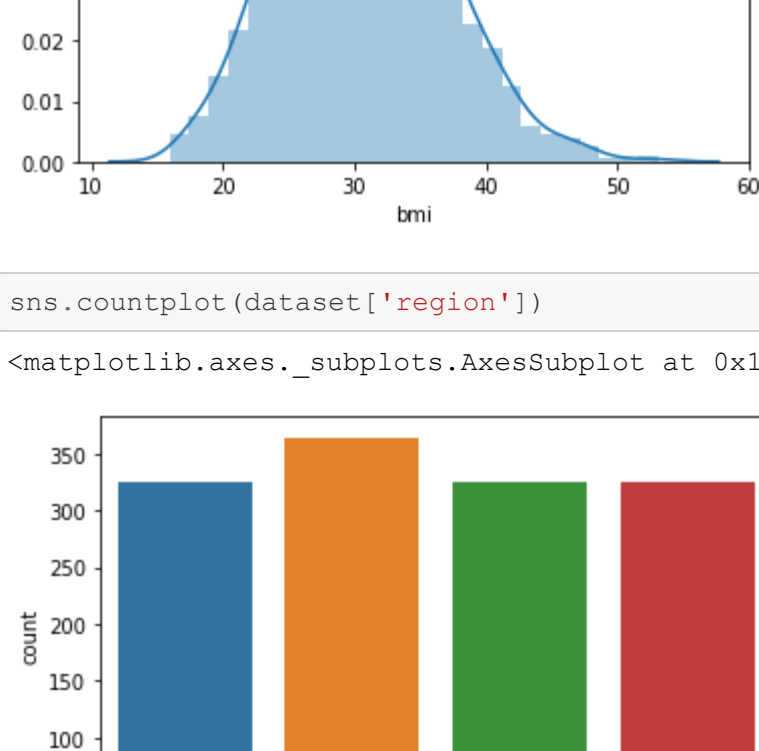 0.02
0.01
0.00
10 20 30 40 50 60
bmi
sns.countplot(dataset['region'])
<matplotlib.axes._subplots.AxesSubplot at 0x1
350
300
250
200
150
100
count